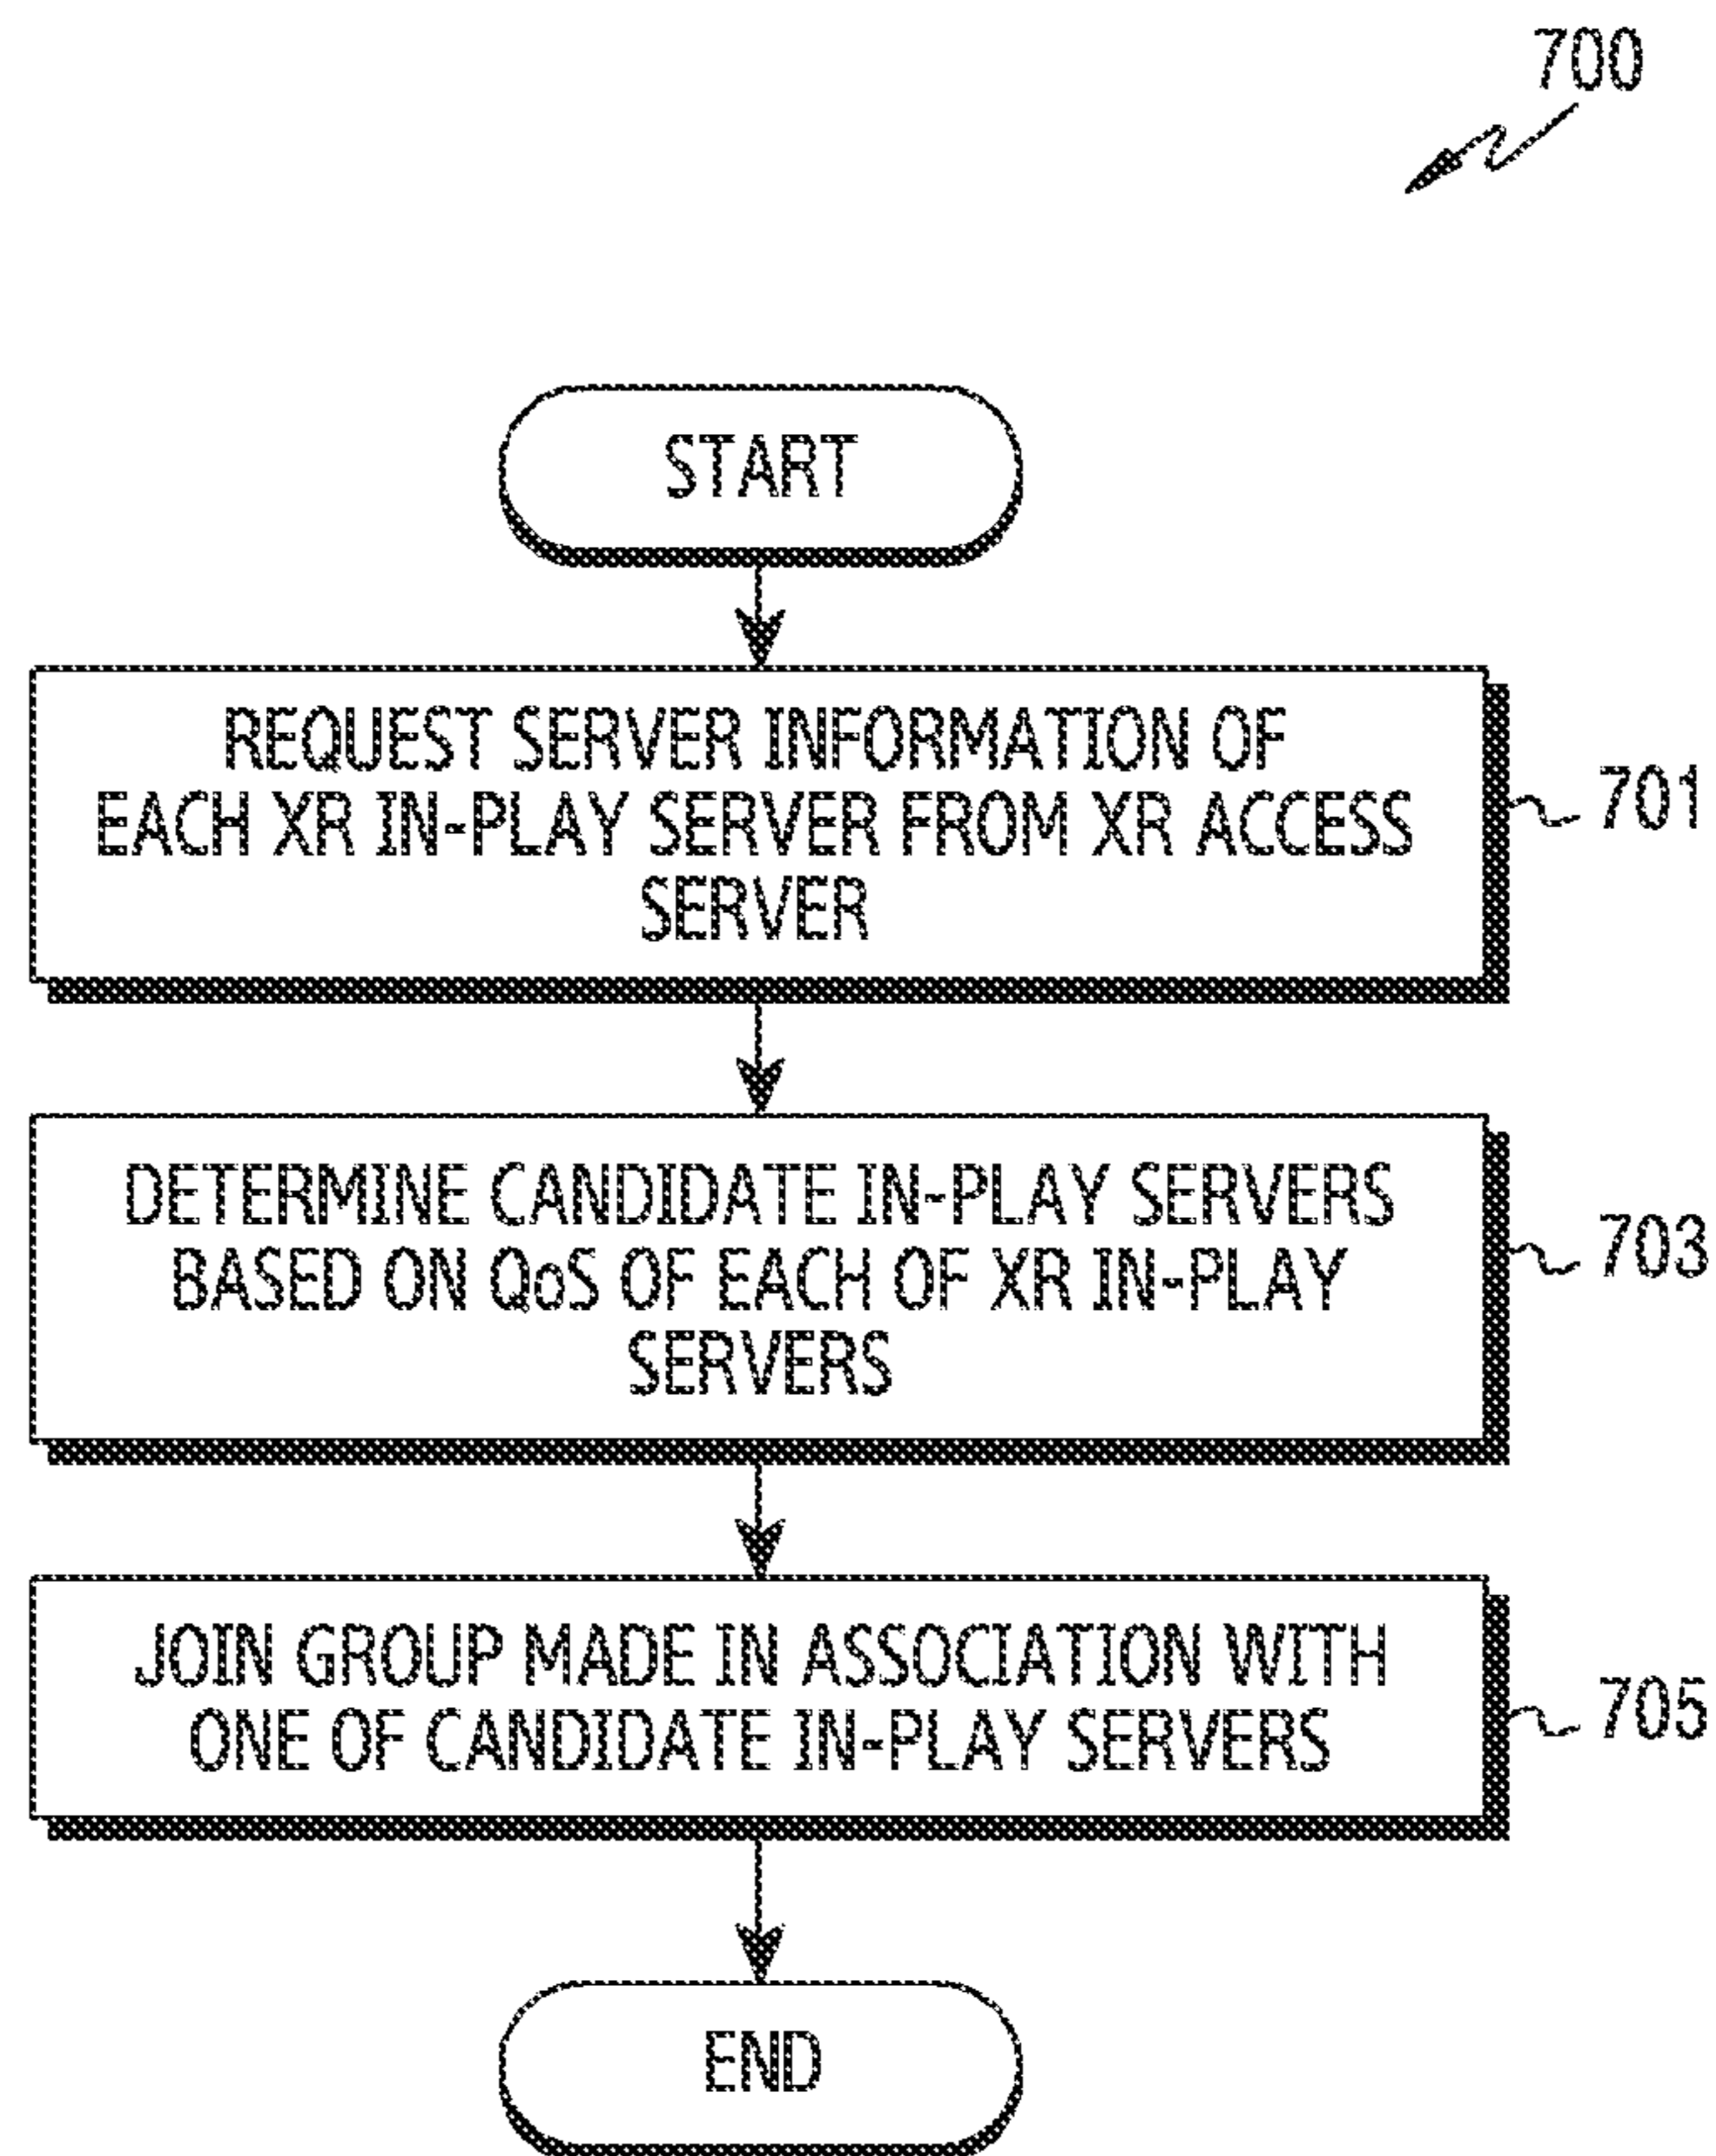 700
START
REQUEST SERVER INFORMATION OF
EACH XR IN-PLAY SERVER FROM XR ACCESS
SERVER
701
DETERMINE CANDIDATE IN-PLAY SERVERS
BASED ON QoS OF EACH OF XR IN-PLAY
SERVERS
703
JOIN GROUP MADE IN ASSOCIATION WITH
ONE OF CANDIDATE IN-PLAY SERVERS
705
END